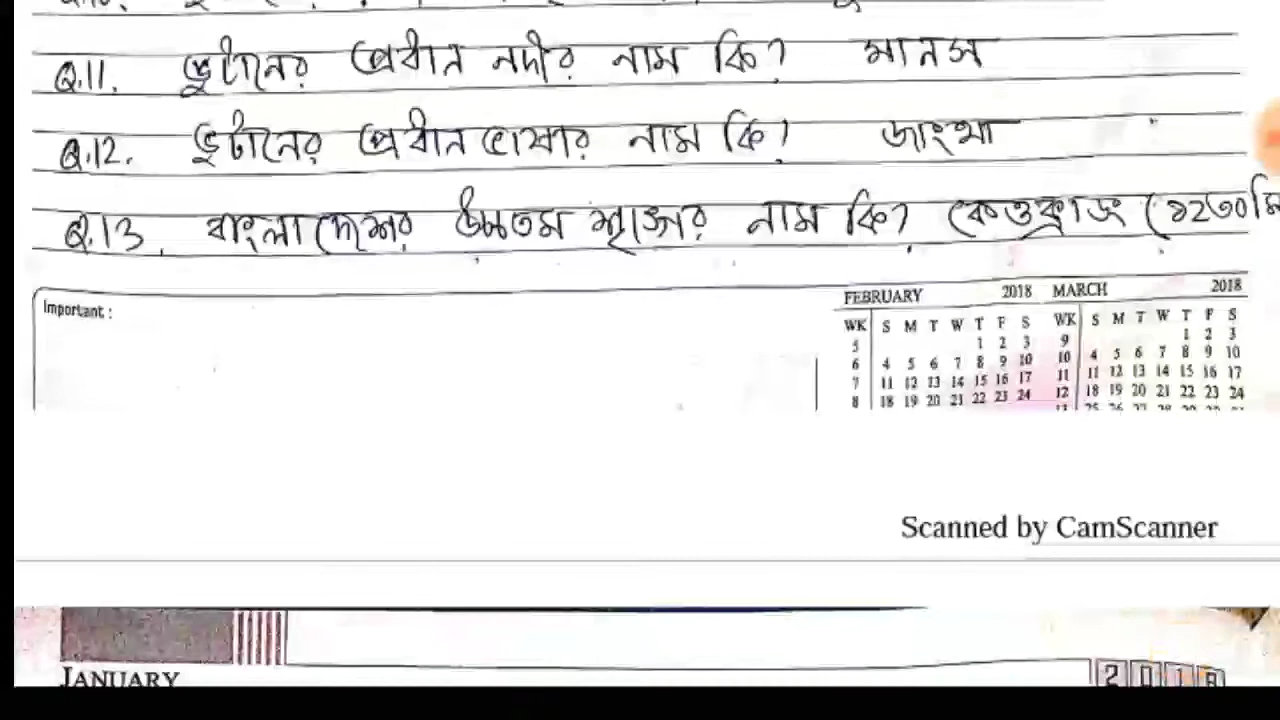 Q.11. ভুটানের প্রধান নদীর নাম কি? মানস
Q.12. ভুটানের প্রধান ভাষার নাম কি? জাংখা
Q.13. বাংলাদেশের উচ্চতম শৃঙ্গের নাম কি? কেওক্রাডং (১২৩০মি
Important :
FEBRUARY 2018 MARCH 2018
WK S M T W T F S WK S M T W T F S
5 1 2 3 9 1 2 3
6 4 5 6 7 8 9 10 10 4 5 6 7 8 9 10
7 11 12 13 14 15 16 17 11 11 12 13 14 15 16 17
8 18 19 20 21 22 23 24 12 18 19 20 21 22 23 24
Scanned by CamScanner
JANUARY 2018